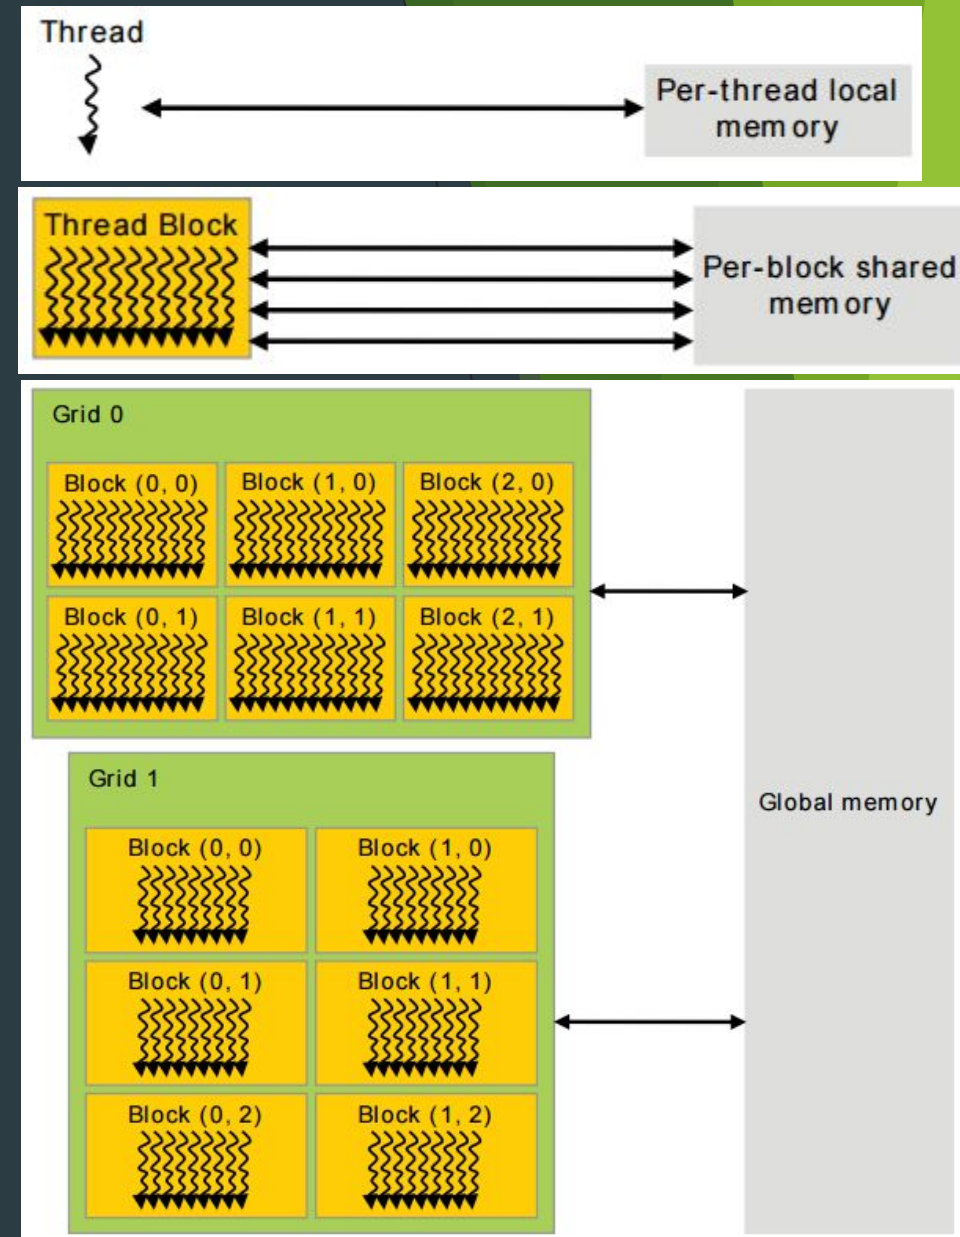 Thread
Per-thread local
memory
Thread Block
Per-block shared
memory
Grid 0
Block (0, 0)
Block (1, 0)
Block (2, 0)
Block (0, 1)
Block (1, 1)
Block (2, 1)
Grid 1
Block (0, 0)
Block (1, 0)
Global memory
Block (0, 1)
Block (1, 1)
Block (0, 2)
Block (1, 2)